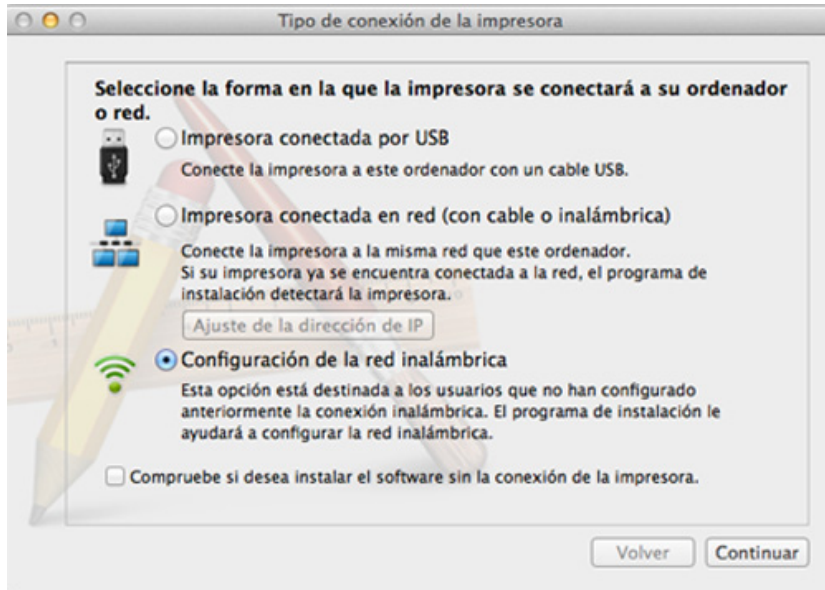 Tipo de conexión de la impresora
Seleccione la forma en la que la impresora se conectará a su ordenador
o red.
Impresora conectada por USB
Conecte la impresora a este ordenador con un cable USB.
Impresora conectada en red (con cable o inalámbrica)
Conecte la impresora a la misma red que este ordenador.
Si su impresora ya se encuentra conectada a la red, el programa de
instalación detectará la impresora.
Ajuste de la dirección de IP
Configuración de la red inalámbrica
Esta opción está destinada a los usuarios que no han configurado
anteriormente la conexión inalámbrica. El programa de instalación le
ayudará a configurar la red inalámbrica.
Compruebe si desea instalar el software sin la conexión de la impresora.
Volver
Continuar